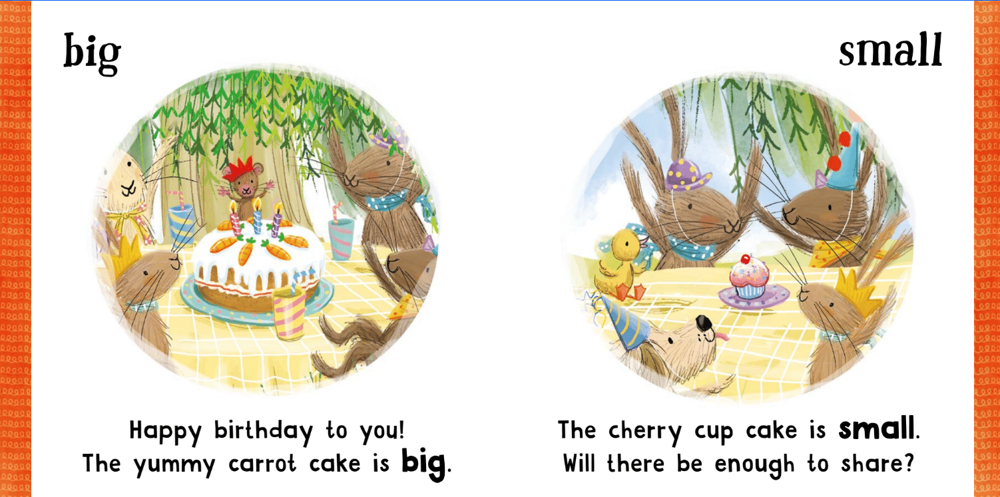 big
Happy birthday to you!
The yummy carrot cake is big.
small
The cherry cup cake is small.
Will there be enough to share?